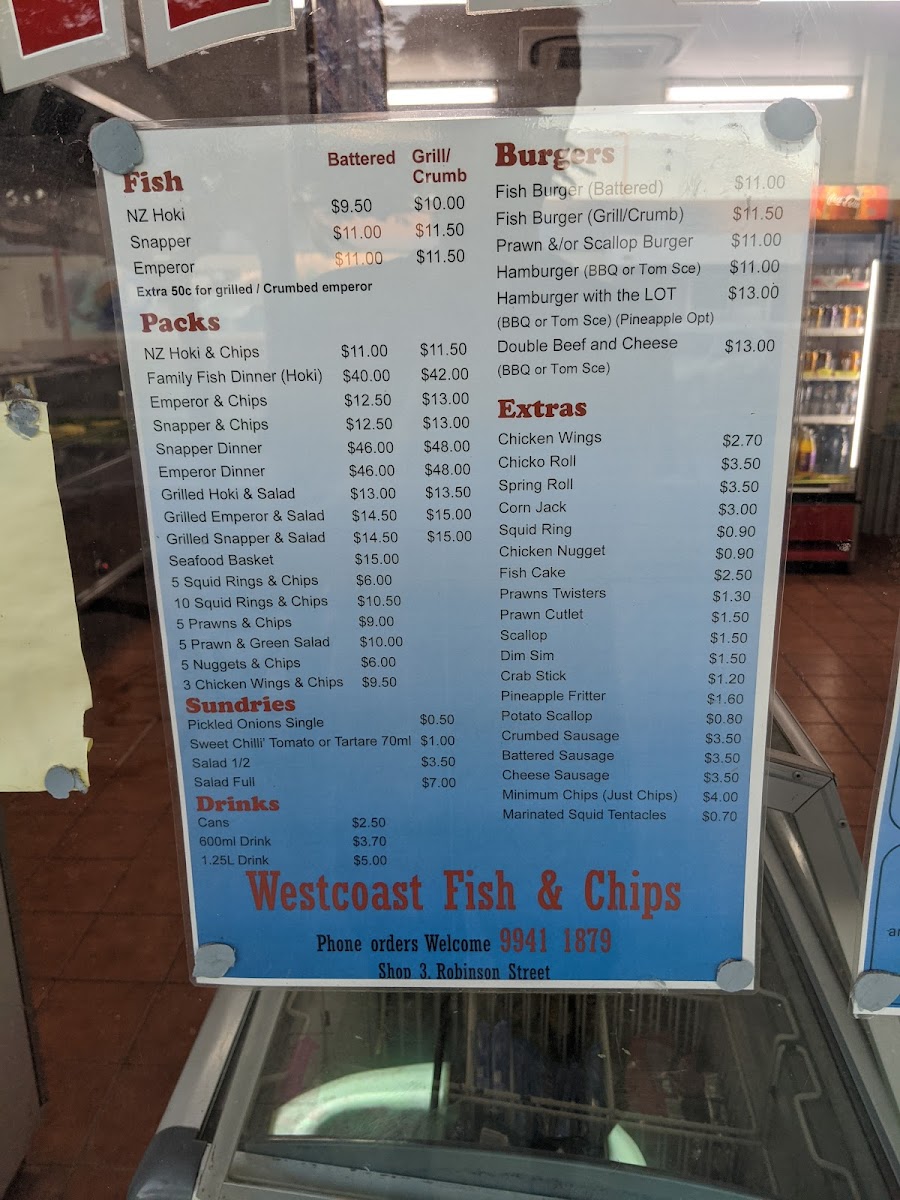 Battered Grill/
Crumb
Fish
NZ Hoki $9.50 $10.00
Snapper $11.00 $11.50
Emperor $11.00 $11.50
Extra 50c for grilled / Crumbed emperor
Packs
NZ Hoki & Chips $11.00 $11.50
Family Fish Dinner (Hoki) $40.00 $42.00
Emperor & Chips $12.50 $13.00
Snapper & Chips $12.50 $13.00
Snapper Dinner $46.00 $48.00
Emperor Dinner $46.00 $48.00
Grilled Hoki & Salad $13.00 $13.50
Grilled Emperor & Salad $14.50 $15.00
Grilled Snapper & Salad $14.50 $15.00
Seafood Basket $15.00
5 Squid Rings & Chips $6.00
10 Squid Rings & Chips $10.50
5 Prawns & Chips $9.00
5 Prawn & Green Salad $10.00
5 Nuggets & Chips $6.00
3 Chicken Wings & Chips $9.50
Sundries
Pickled Onions Single $0.50
Sweet Chilli' Tomato or Tartare 70ml $1.00
Salad 1/2 $3.50
Salad Full $7.00
Drinks
Cans $2.50
600ml Drink $3.70
1.25L Drink $5.00
Burgers
Fish Burger (Battered) $11.00
Fish Burger (Grill/Crumb) $11.50
Prawn &/or Scallop Burger $11.00
Hamburger (BBQ or Tom Sce) $11.00
Hamburger with the LOT $13.00
(BBQ or Tom Sce) (Pineapple Opt)
Double Beef and Cheese $13.00
(BBQ or Tom Sce)
Extras
Chicken Wings $2.70
Chicko Roll $3.50
Spring Roll $3.50
Corn Jack $3.00
Squid Ring $0.90
Chicken Nugget $0.90
Fish Cake $2.50
Prawns Twisters $1.30
Prawn Cutlet $1.50
Scallop $1.50
Dim Sim $1.50
Crab Stick $1.20
Pineapple Fritter $1.60
Potato Scallop $0.80
Crumbed Sausage $3.50
Battered Sausage $3.50
Cheese Sausage $3.50
Minimum Chips (Just Chips) $4.00
Marinated Squid Tentacles $0.70
Westcoast Fish & Chips
Phone orders Welcome 9941 1879
Shop 3, Robinson Street
Coca-Cola